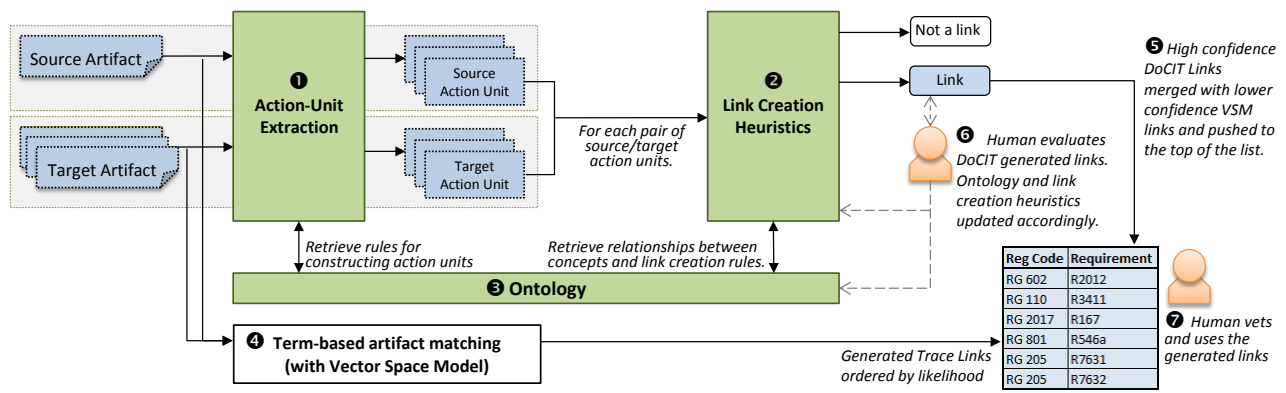 Source Artifact
Target Artifact
❶
Action-Unit
Extraction
Source
Action Unit
Target
Action Unit
For each pair of
source/target
action units.
❷
Link Creation
Heuristics
Not a link
Link
❺ High confidence
DoCIT Links
merged with lower
confidence VSM
links and pushed to
the top of the list.
❻ Human evaluates
DoCIT generated links.
Ontology and link
creation heuristics
updated accordingly.
Retrieve rules for
constructing action units
Retrieve relationships between
concepts and link creation rules.
❸ Ontology
❹ Term-based artifact matching
(with Vector Space Model)
Generated Trace Links
ordered by likelihood
Reg Code Requirement
RG 602 R2012
RG 110 R3411
RG 2017 R167
RG 801 R546a
RG 205 R7631
RG 205 R7632
❼ Human vets
and uses the
generated links